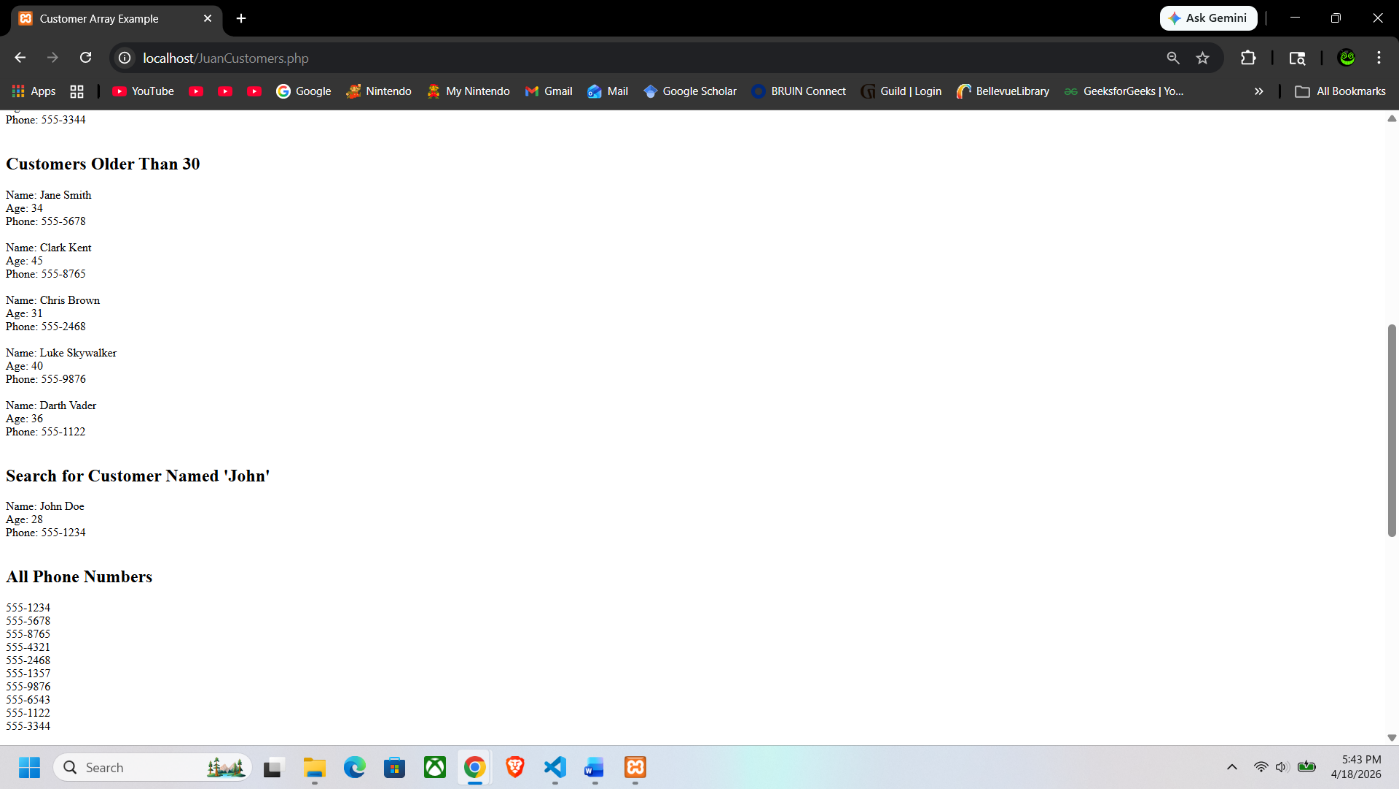 Customer Array Example
Ask Gemini
localhost/JuanCustomers.php
Apps
YouTube
Google
Nintendo
My Nintendo
Gmail
Mail
Google Scholar
BRUIN Connect
Guild | Login
BellevueLibrary
GeeksforGeeks | Yo...
All Bookmarks
Phone: 555-3344
Customers Older Than 30
Name: Jane Smith
Age: 34
Phone: 555-5678
Name: Clark Kent
Age: 45
Phone: 555-8765
Name: Chris Brown
Age: 31
Phone: 555-2468
Name: Luke Skywalker
Age: 40
Phone: 555-9876
Name: Darth Vader
Age: 36
Phone: 555-1122
Search for Customer Named 'John'
Name: John Doe
Age: 28
Phone: 555-1234
All Phone Numbers
555-1234
555-5678
555-8765
555-4321
555-2468
555-1357
555-9876
555-6543
555-1122
555-3344
Search
5:43 PM
4/18/2026